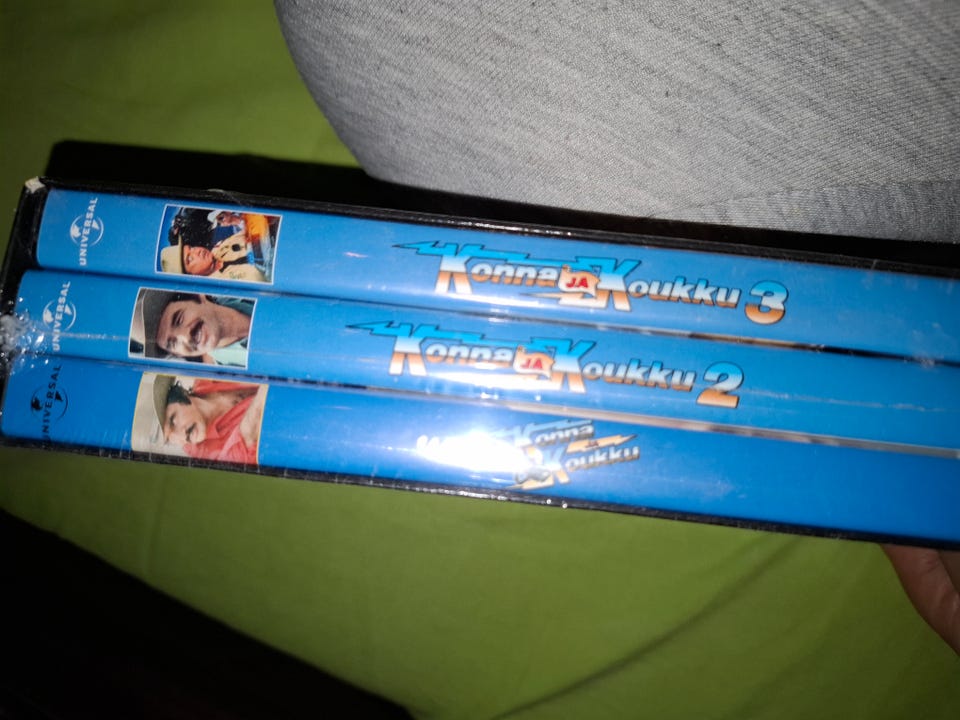 UNIVERSAL
Konna JA Koukku 3
UNIVERSAL
Konna JA Koukku 2
UNIVERSAL
Konna
Koukku